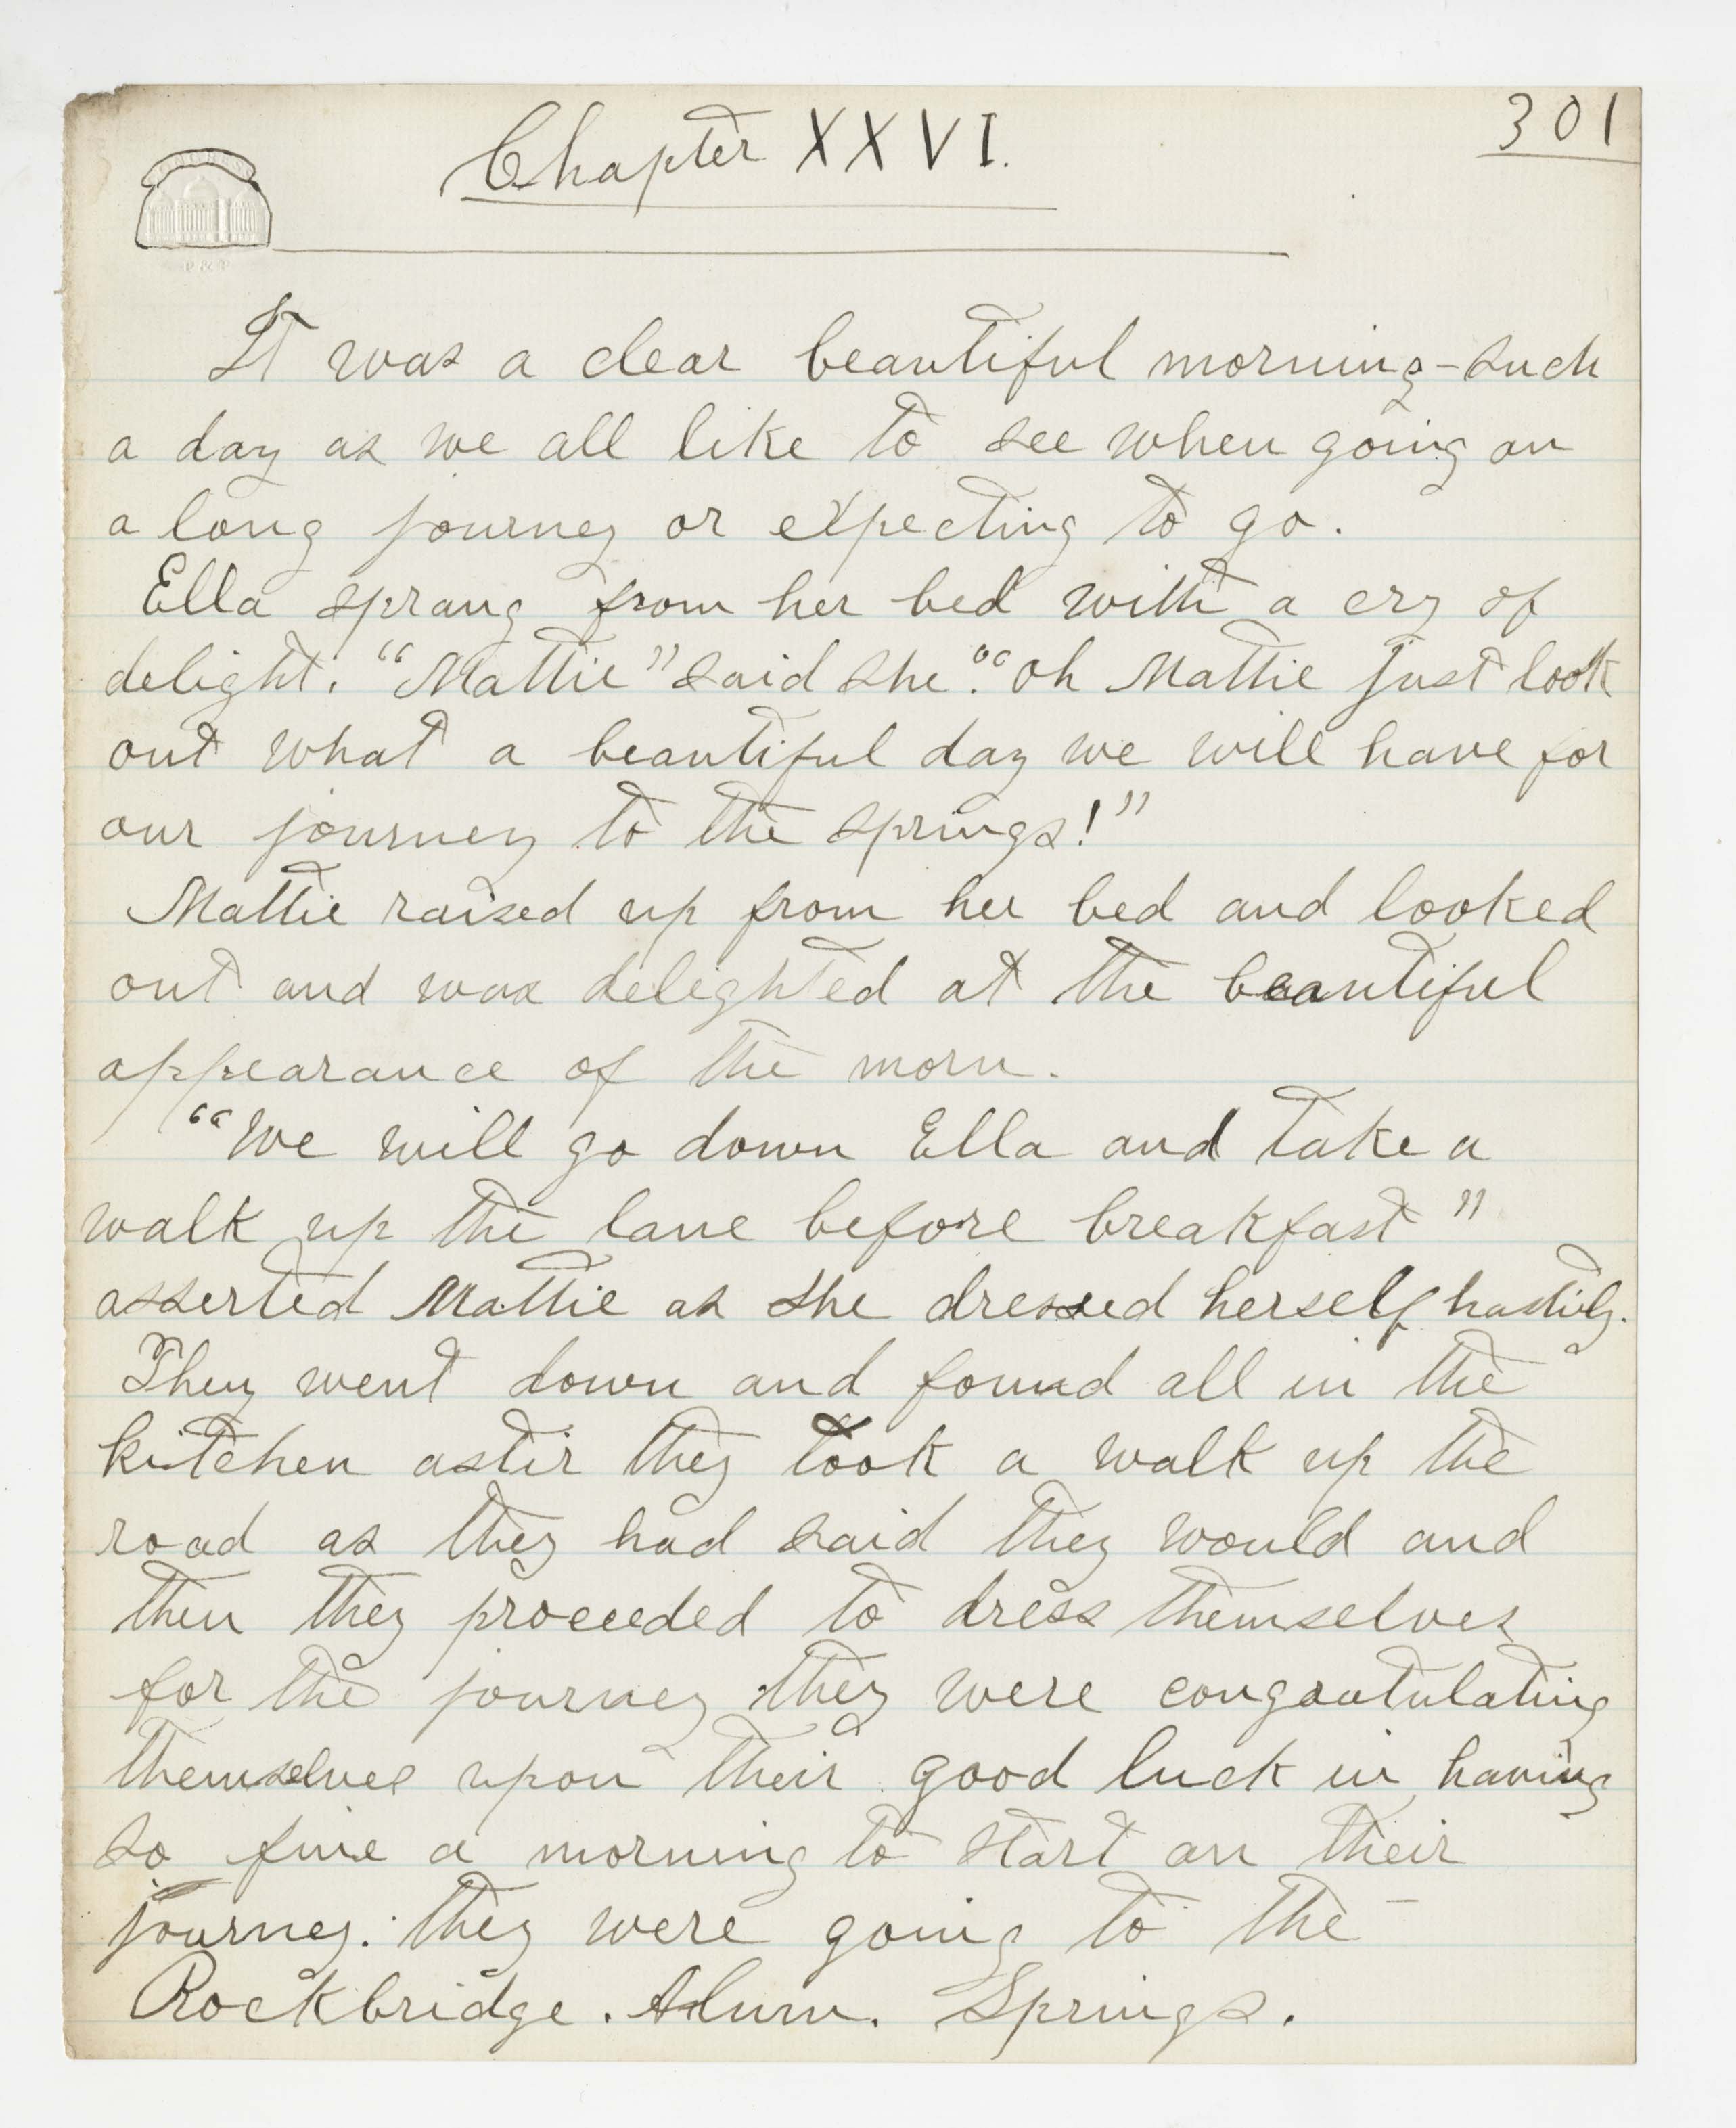 301
Chapter XXVI.
CONGRESS
P & P
It was a clear beautiful morning - such
a day as we all like to see when going on
a long journey or expecting to go.
Ella sprang from her bed with a cry of
delight. "Mattie" said she. "oh Mattie just look
out what a beautiful day we will have for
our journey to the springs!"
Mattie raised up from her bed and looked
out and was delighted at the beautiful
appearance of the morn.
"We will go down Ella and take a
walk up the lane before breakfast"
asserted Mattie as she dressed herself hastily.
They went down and found all in the
kitchen astir they took a walk up the
road as they had said they would and
then they proceeded to dress themselves
for the journey they were congratulating
themselves upon their good luck in having
so fine a morning to start on their
journey. they were going to the
Rockbridge. Alum. Springs.